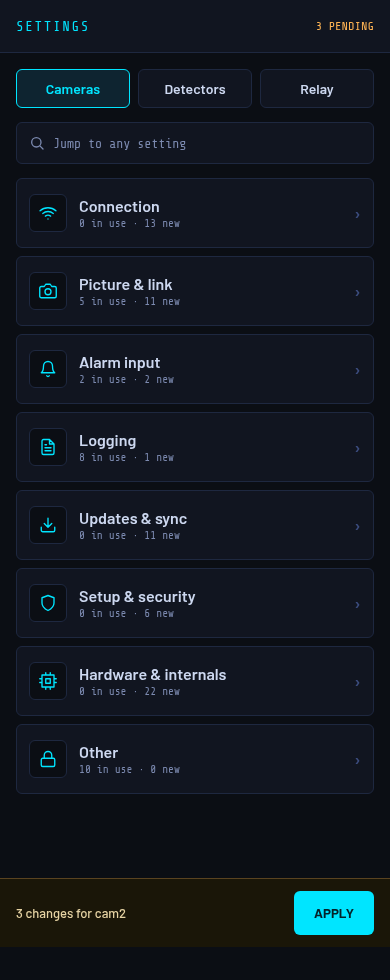 SETTINGS
3 PENDING
Cameras
Detectors
Relay
Jump to any setting
Connection
0 in use · 13 new
Picture & link
5 in use · 11 new
Alarm input
2 in use · 2 new
Logging
8 in use · 1 new
Updates & sync
0 in use · 11 new
Setup & security
0 in use · 6 new
Hardware & internals
0 in use · 22 new
Other
10 in use · 0 new
3 changes for cam2
APPLY